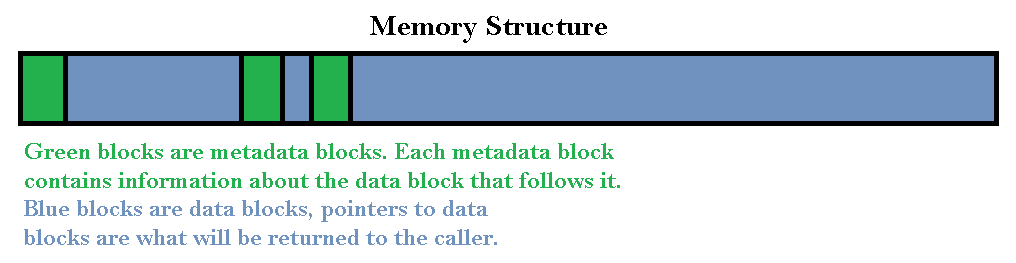 Memory Structure
Green blocks are metadata blocks. Each metadata block
contains information about the data block that follows it.
Blue blocks are data blocks, pointers to data
blocks are what will be returned to the caller.